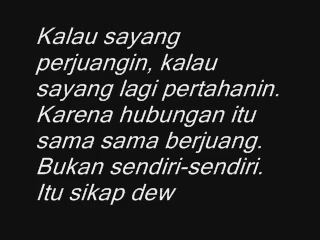 Kalau sayang
perjuangin, kalau
sayang lagi pertahanin.
Karena hubungan itu
sama sama berjuang.
Bukan sendiri-sendiri.
Itu sikap dew